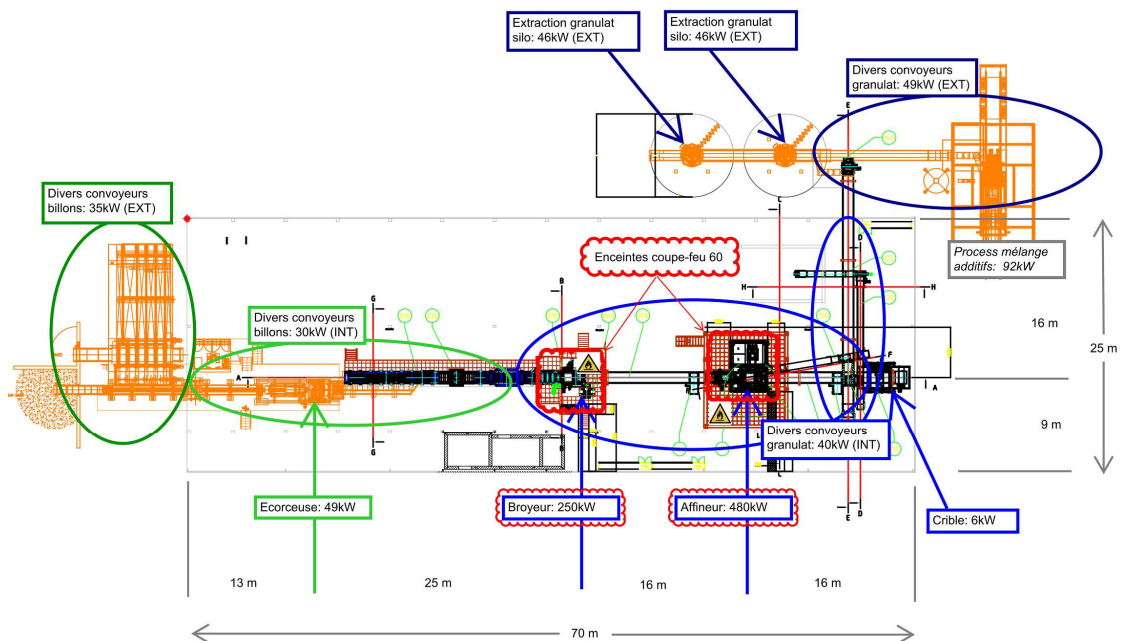 Extraction granulat
silo: 46kW (EXT)
Extraction granulat
silo: 46kW (EXT)
Divers convoyeurs
granulat: 49kW (EXT)
E
Divers convoyeurs
billons: 35kW (EXT)
L
Process mélange
additifs: 92kW
Enceintes coupe-feu 60
D
G
B
H
H
Divers convoyeurs
billons: 30kW (INT)
16 m
25 m
F
A
A
9 m
Divers convoyeurs
granulat: 40kW (INT)
G
B
L
L
Ecorceuse: 49kW
Broyeur: 250kW
Affineur: 480kW
Crible: 6kW
E
D
13 m
25 m
16 m
16 m
70 m